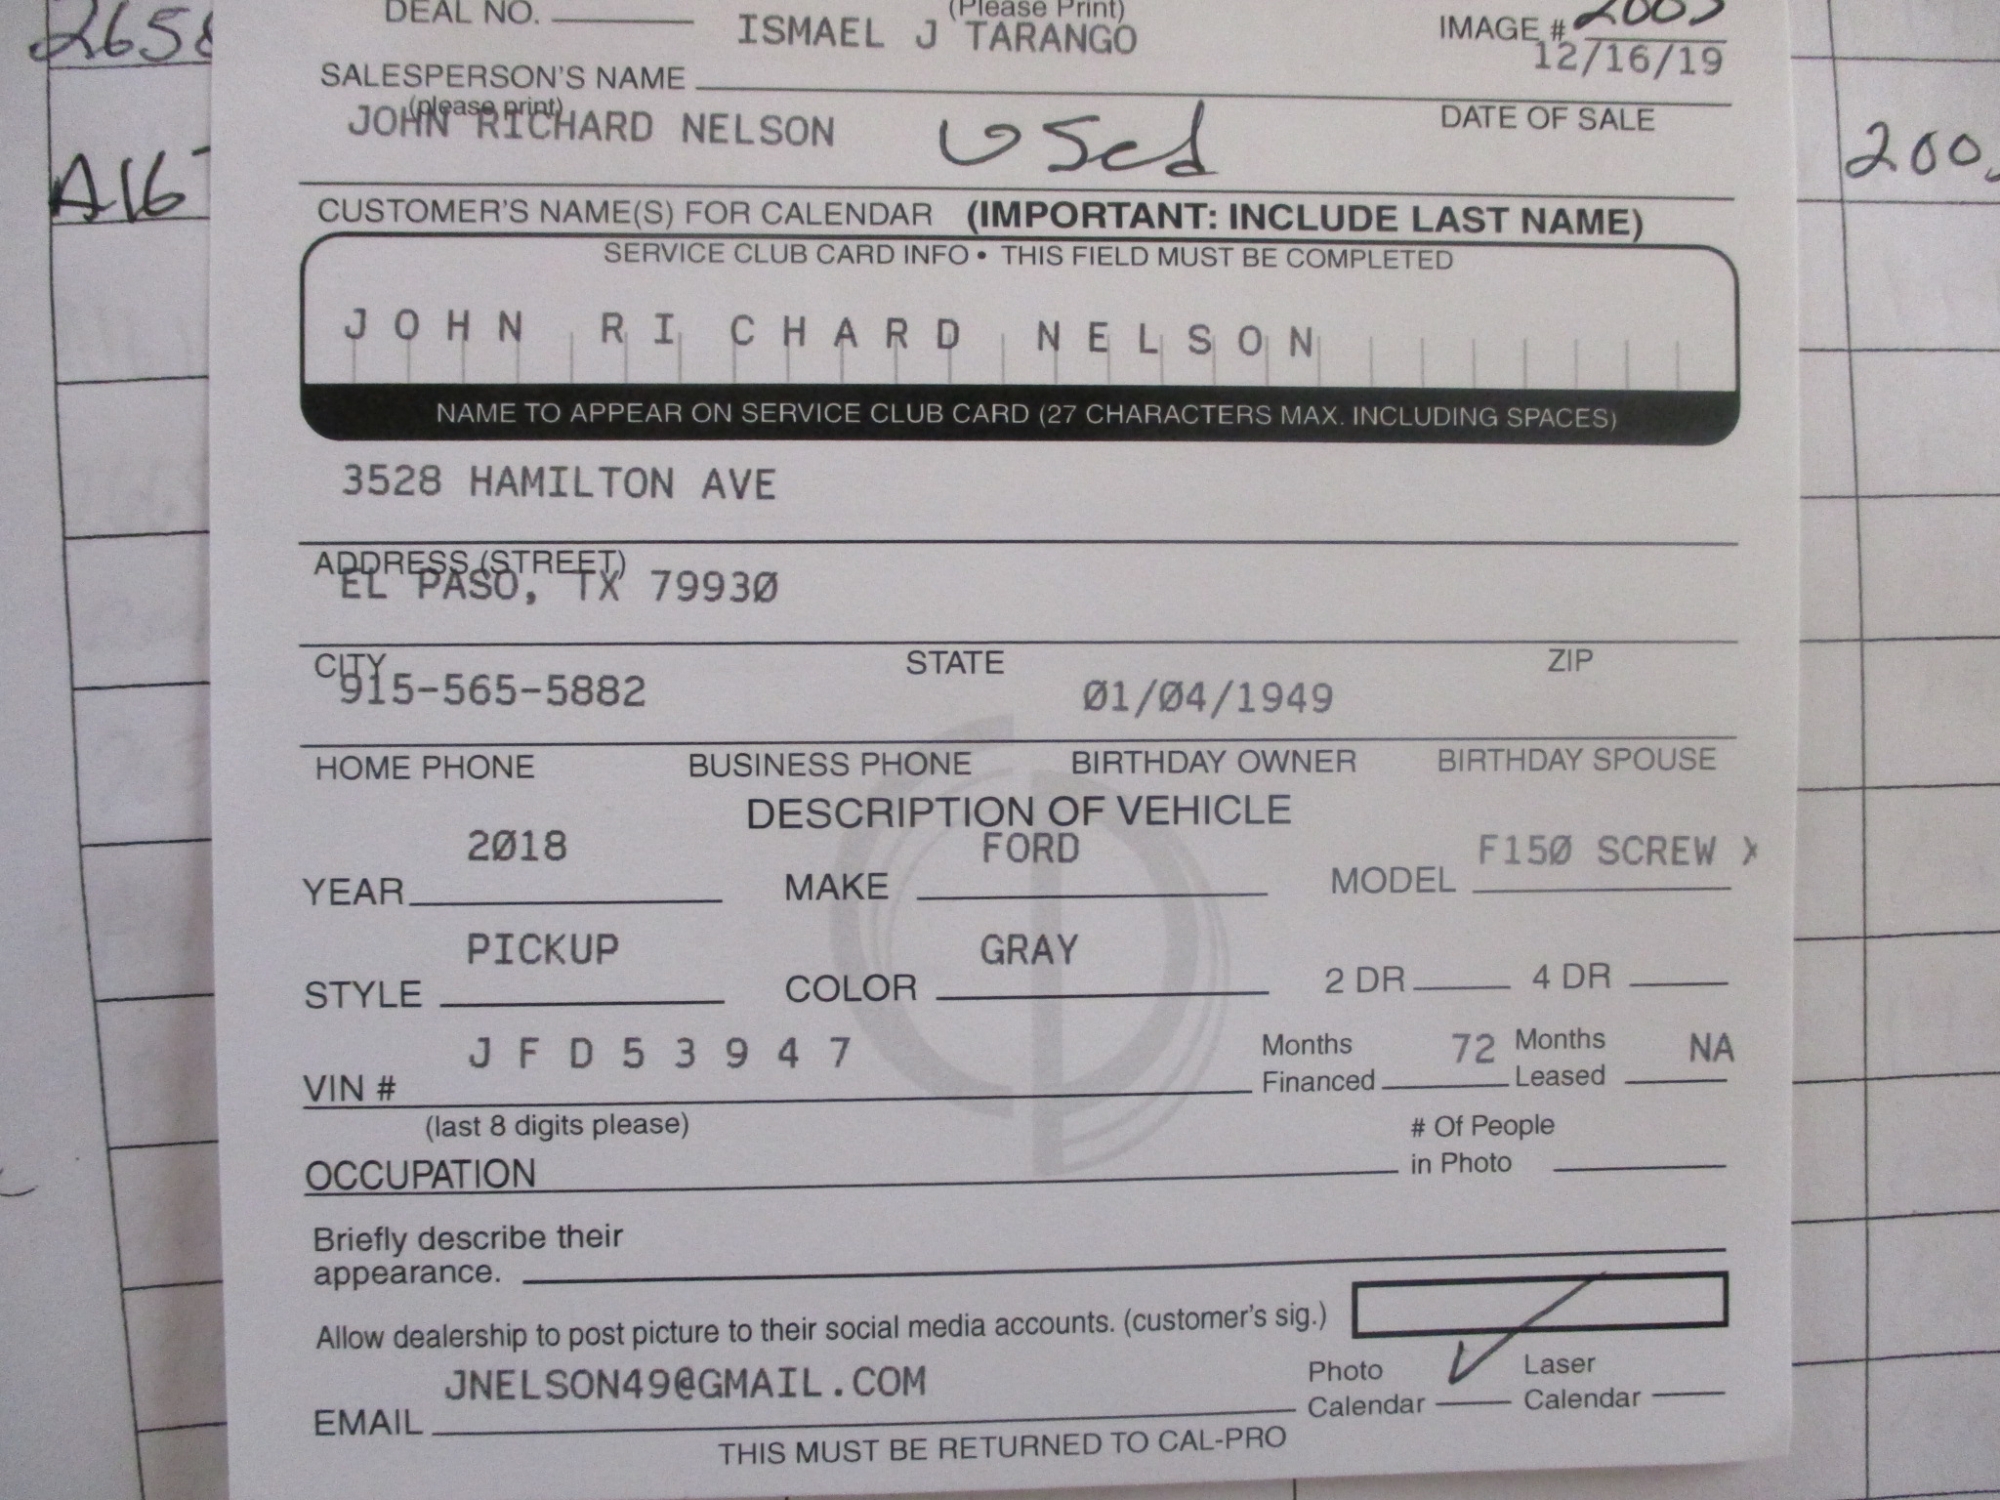 DEAL NO.
(Please Print)
ISMAEL J TARANGO
IMAGE #
12/16/19
SALESPERSON'S NAME
(please print)
DATE OF SALE
JOHN RICHARD NELSON
used
CUSTOMER'S NAME(S) FOR CALENDAR (IMPORTANT: INCLUDE LAST NAME)
SERVICE CLUB CARD INFO • THIS FIELD MUST BE COMPLETED
JOHN RICHARD NELSON
NAME TO APPEAR ON SERVICE CLUB CARD (27 CHARACTERS MAX. INCLUDING SPACES)
3528 HAMILTON AVE
ADDRESS (STREET)
EL PASO, TX 79930
CITY STATE ZIP
915-565-5882 01/04/1949
HOME PHONE BUSINESS PHONE BIRTHDAY OWNER BIRTHDAY SPOUSE
DESCRIPTION OF VEHICLE
2018 FORD F150 SCREW X
YEAR MAKE MODEL
PICKUP GRAY
STYLE COLOR 2 DR 4 DR
JFD53947
Months 72 Months NA
VIN # Financed Leased
(last 8 digits please)
# Of People
OCCUPATION in Photo
Briefly describe their
appearance.
Allow dealership to post picture to their social media accounts. (customer's sig.)
JNELSON49@GMAIL.COM
Photo Laser
EMAIL Calendar Calendar
THIS MUST BE RETURNED TO CAL-PRO
A16
200